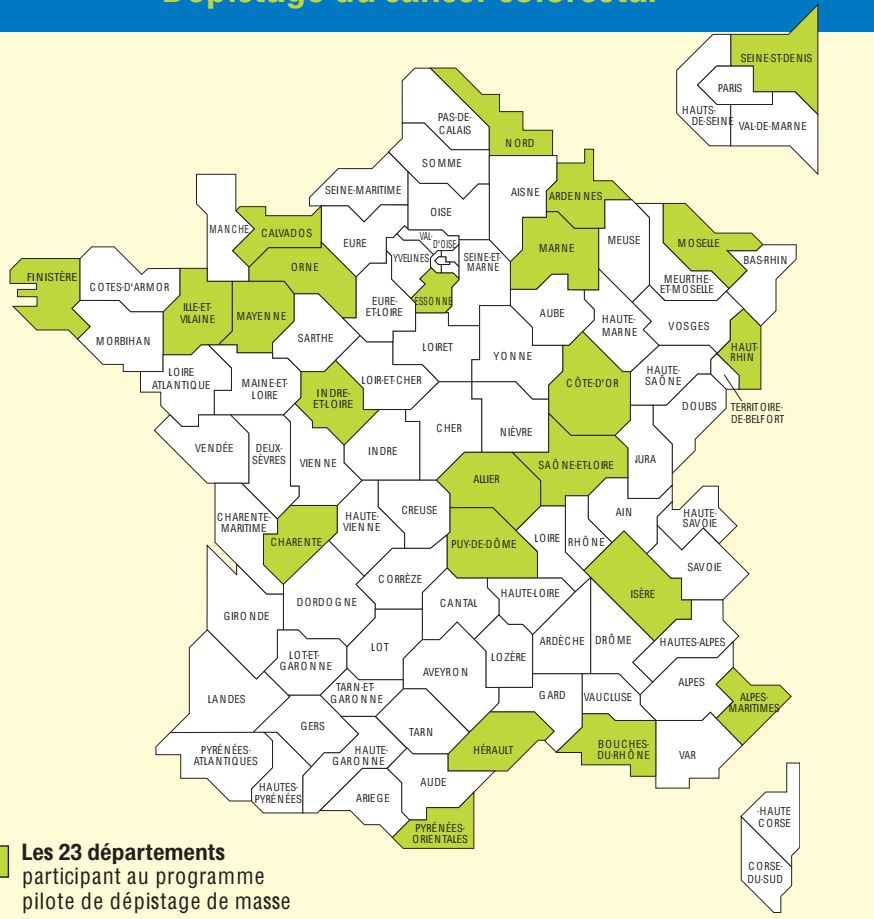 Dépistage du cancer colorectal
SEINE-ST-DENIS
PARIS
HAUTS-
DE-SEINE
VAL-DE-MARNE
PAS-DE-
CALAIS
NORD
SOMME
SEINE-MARITIME
OISE
AISNE
ARDENNES
MANCHE
CALVADOS
EURE
VAL-
D'OISE
YVELINES
SEINE-ET-
MARNE
MARNE
MEUSE
MOSELLE
BAS-RHIN
MEURTHE-
ET-MOSELLE
FINISTÈRE
COTES-D'ARMOR
ORNE
ESSONNE
ILLE-ET-
VILAINE
MAYENNE
EURE-
ET-LOIRE
AUBE
HAUTE-
MARNE
VOSGES
MORBIHAN
SARTHE
LOIRET
YONNE
HAUT-
RHIN
LOIRE
ATLANTIQUE
MAINE-ET-
LOIRE
INDRE-
ET-LOIRE
LOIR-ET-CHER
CÔTE-D'OR
HAUTE-
SAÔNE
DOUBS
TERRITOIRE-
DE-BELFORT
VENDÉE
DEUX-
SÈVRES
VIENNE
INDRE
CHER
NIÈVRE
SAÔNE-ET-LOIRE
JURA
ALLIER
CHARENTE-
MARITIME
CHARENTE
HAUTE-
VIENNE
CREUSE
PUY-DE-DÔME
LOIRE
RHÔNE
AIN
HAUTE-
SAVOIE
SAVOIE
GIRONDE
DORDOGNE
CORRÈZE
CANTAL
HAUTE-LOIRE
ISÈRE
LOT-ET-
GARONNE
LOT
AVEYRON
LOZÈRE
ARDÈCHE
DRÔME
HAUTES-ALPES
LANDES
TARN-ET-
GARONNE
GARD
VAUCLUSE
ALPES
ALPES-
MARITIMES
GERS
TARN
HÉRAULT
BOUCHES-
DU-RHÔNE
VAR
PYRÉNÉES-
ATLANTIQUES
HAUTES-
PYRÉNÉES
HAUTE-
GARONNE
ARIEGE
AUDE
PYRÉNÉES-
ORIENTALES
-HAUTE
CORSE
CORSE-
DU-SUD
Les 23 départements
participant au programme
pilote de dépistage de masse